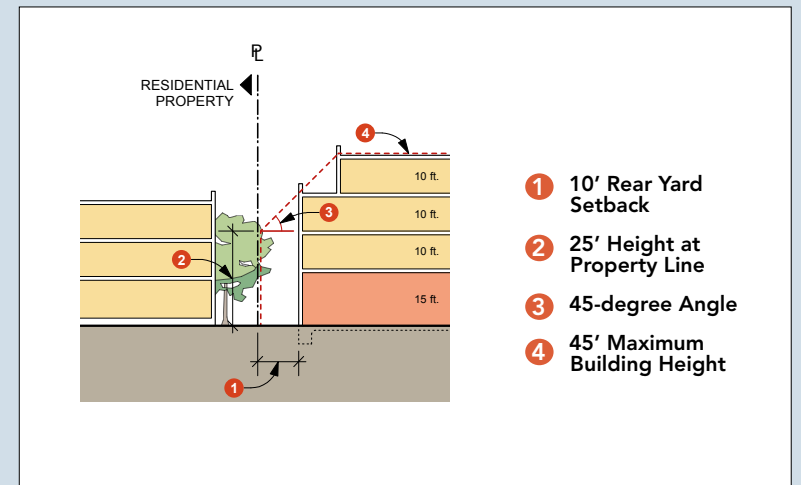 ℄
RESIDENTIAL
PROPERTY
4
10 ft.
3
10 ft.
2
10 ft.
15 ft.
1
1 10’ Rear Yard
Setback
2 25’ Height at
Property Line
3 45-degree Angle
4 45’ Maximum
Building Height